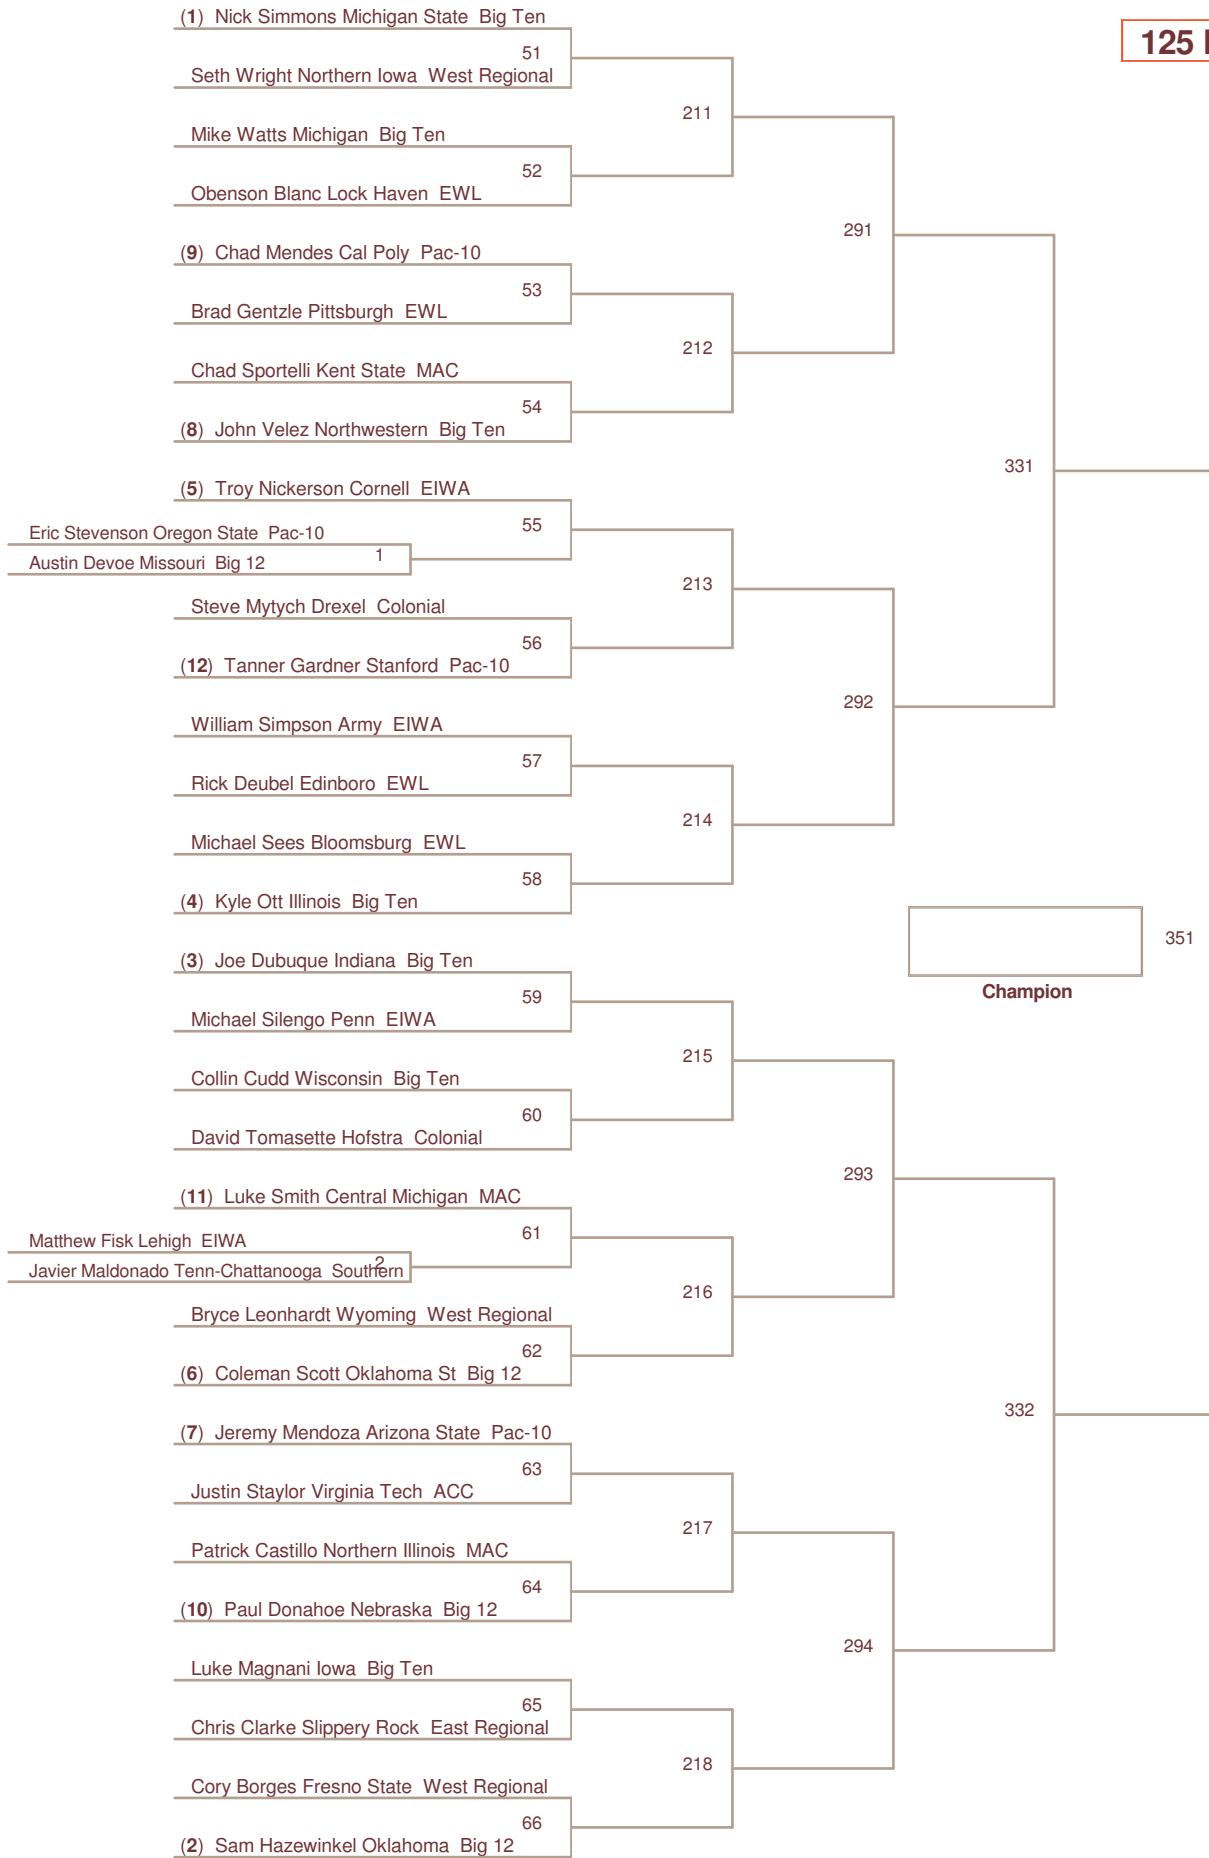 (1) Nick Simmons Michigan State Big Ten
125
51
Seth Wright Northern Iowa West Regional
211
Mike Watts Michigan Big Ten
52
Obenson Blanc Lock Haven EWL
291
(9) Chad Mendes Cal Poly Pac-10
53
Brad Gentzle Pittsburgh EWL
212
Chad Sportelli Kent State MAC
54
(8) John Velez Northwestern Big Ten
331
(5) Troy Nickerson Cornell EIWA
55
Eric Stevenson Oregon State Pac-10
1
Austin Devoe Missouri Big 12
213
Steve Mytych Drexel Colonial
56
(12) Tanner Gardner Stanford Pac-10
292
William Simpson Army EIWA
57
Rick Deubel Edinboro EWL
214
Michael Sees Bloomsburg EWL
58
(4) Kyle Ott Illinois Big Ten
351
Champion
(3) Joe Dubuque Indiana Big Ten
59
Michael Silengo Penn EIWA
215
Collin Cudd Wisconsin Big Ten
60
David Tomasette Hofstra Colonial
293
(11) Luke Smith Central Michigan MAC
61
Matthew Fisk Lehigh EIWA
2
Javier Maldonado Tenn-Chattanooga Southern
216
Bryce Leonhardt Wyoming West Regional
62
(6) Coleman Scott Oklahoma St Big 12
332
(7) Jeremy Mendoza Arizona State Pac-10
63
Justin Staylor Virginia Tech ACC
217
Patrick Castillo Northern Illinois MAC
64
(10) Paul Donahoe Nebraska Big 12
294
Luke Magnani Iowa Big Ten
65
Chris Clarke Slippery Rock East Regional
218
Cory Borges Fresno State West Regional
66
(2) Sam Hazewinkel Oklahoma Big 12